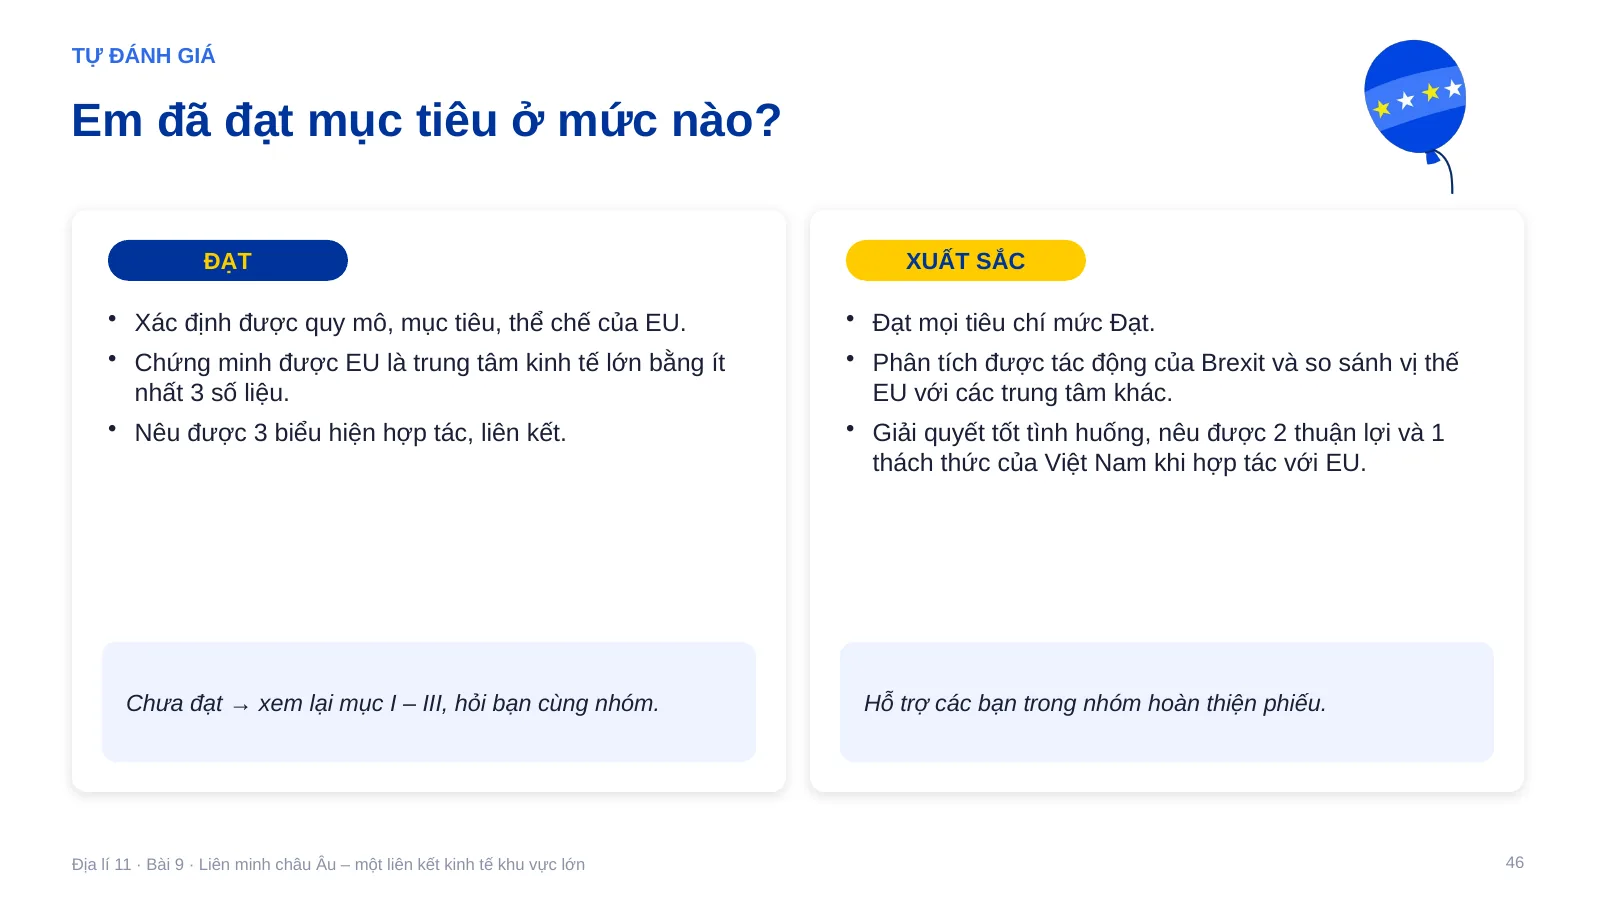 TỰ ĐÁNH GIÁ
Em đã đạt mục tiêu ở mức nào?
ĐẠT
• Xác định được quy mô, mục tiêu, thể chế của EU.
• Chứng minh được EU là trung tâm kinh tế lớn bằng ít
nhất 3 số liệu.
• Nêu được 3 biểu hiện hợp tác, liên kết.
Chưa đạt → xem lại mục I – III, hỏi bạn cùng nhóm.
XUẤT SẮC
• Đạt mọi tiêu chí mức Đạt.
• Phân tích được tác động của Brexit và so sánh vị thế
EU với các trung tâm khác.
• Giải quyết tốt tình huống, nêu được 2 thuận lợi và 1
thách thức của Việt Nam khi hợp tác với EU.
Hỗ trợ các bạn trong nhóm hoàn thiện phiếu.
Địa lí 11 · Bài 9 · Liên minh châu Âu – một liên kết kinh tế khu vực lớn
46